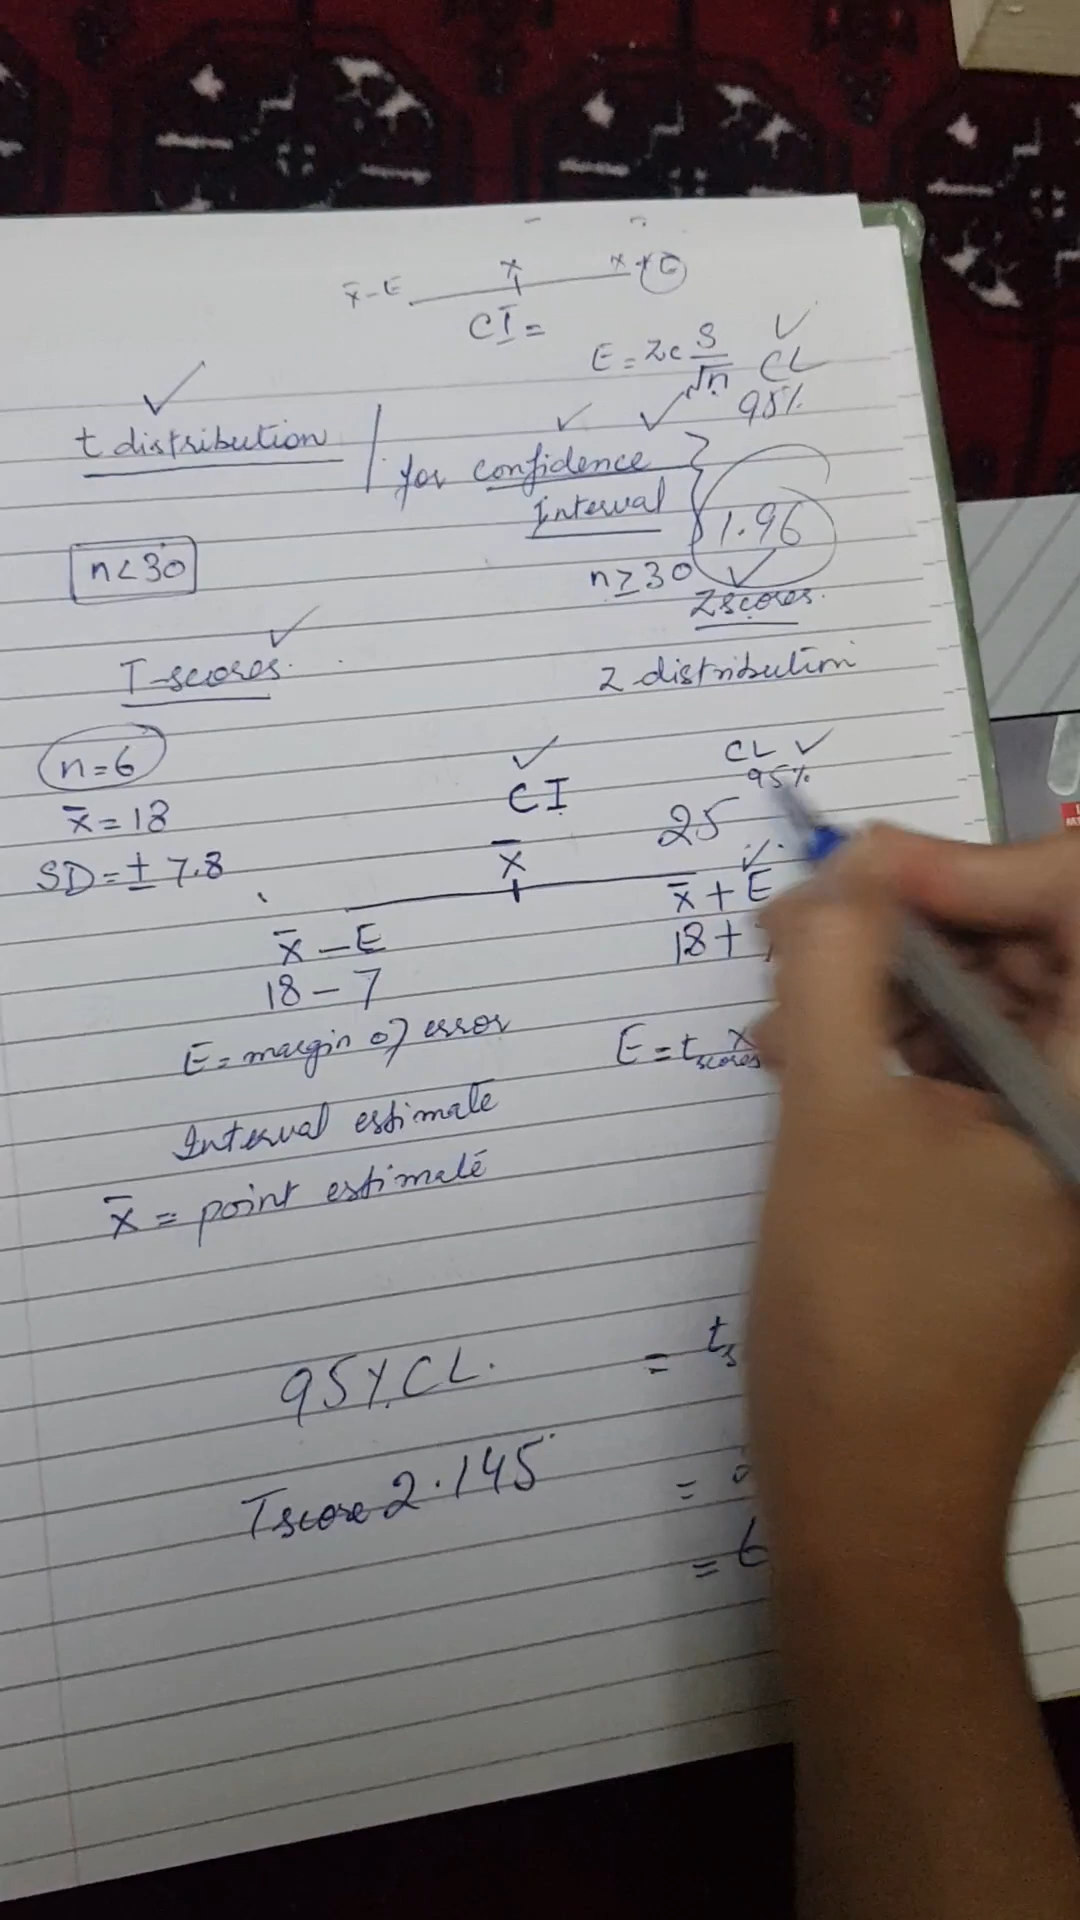 x̄-E x x+E
CI=
E = Zc S/√n CL
95%
t distribution / for confidence
Interval } 1.96
n<30 n≥30
Z scores.
T-scores. Z distribution
n=6 CL
95%
x̄=18 CI
25
SD=±7.8 x̄
x̄-E x̄+E
18-7 18+
E=margin of error E=t scores x
Interval estimate
x̄ = point estimate
95% CL. = ts
Tscore 2.145 =
= 6